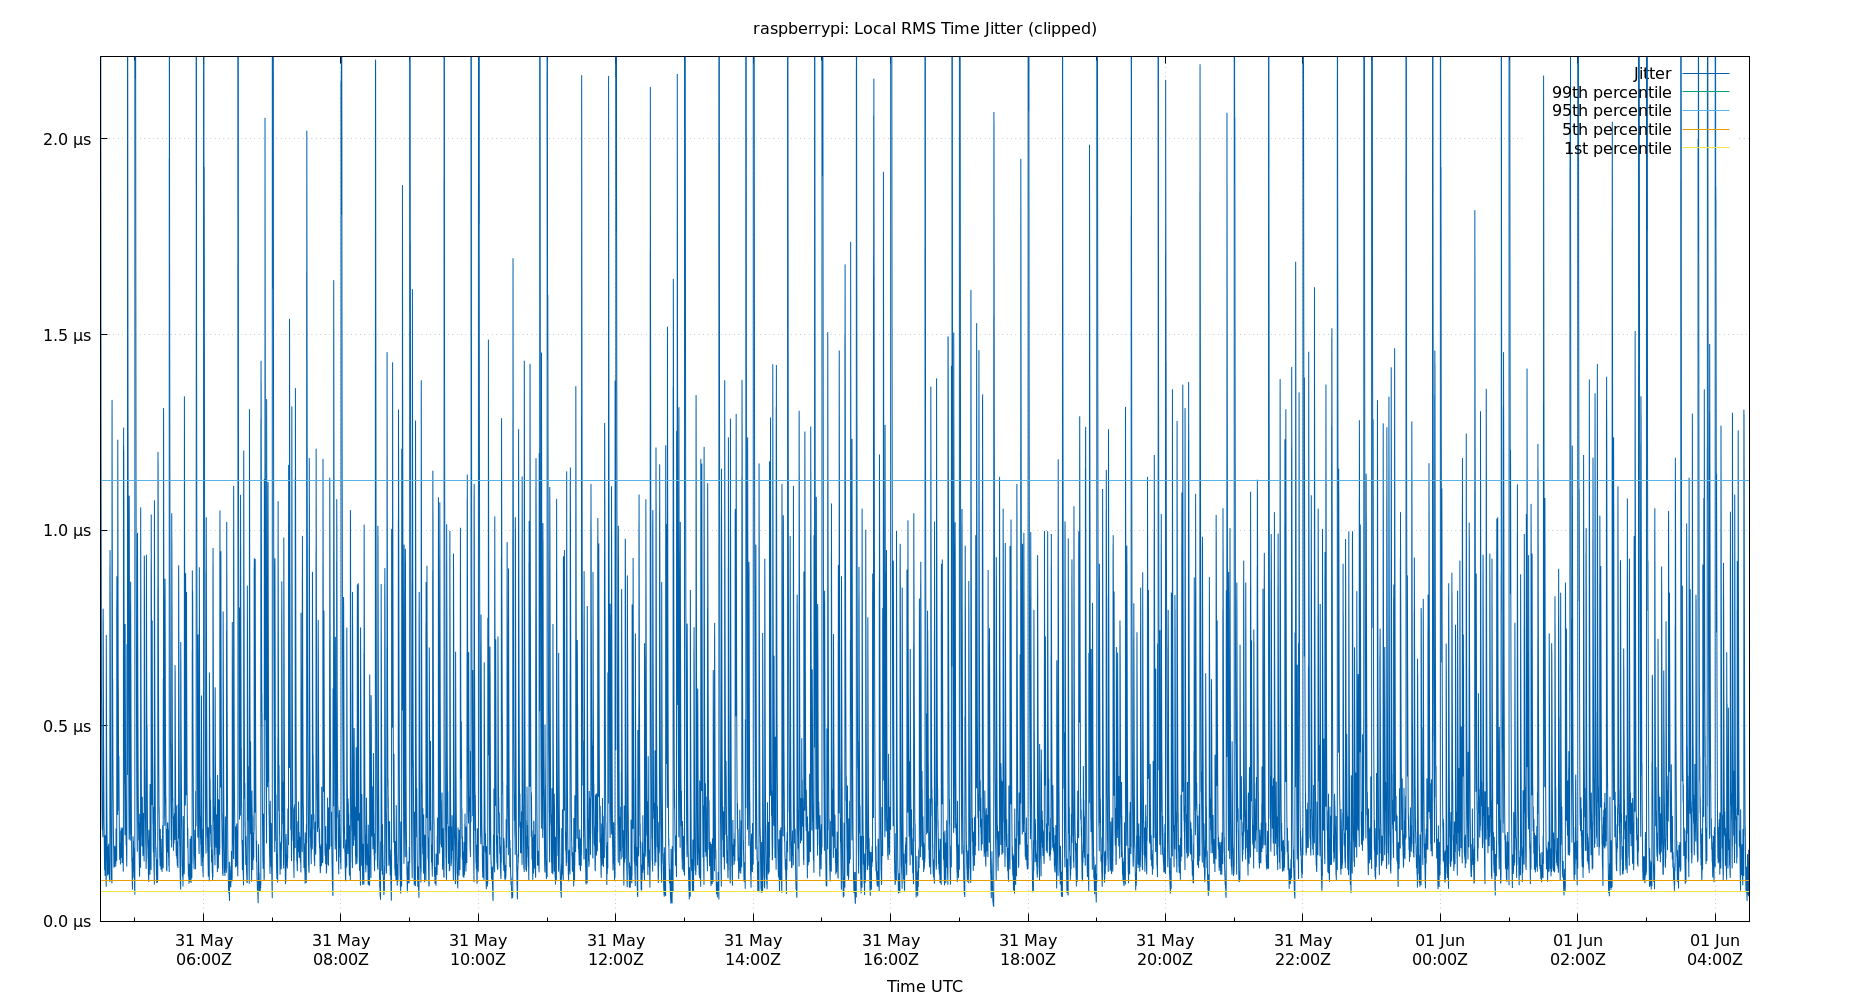 raspberrypi: Local RMS Time Jitter (clipped)
Jitter
99th percentile
95th percentile
5th percentile
1st percentile
2.0 μs
1.5 μs
1.0 μs
0.5 μs
0.0 μs
31 May 31 May 31 May 31 May 31 May 31 May 31 May 31 May 31 May 01 Jun 01 Jun 01 Jun
06:00Z 08:00Z 10:00Z 12:00Z 14:00Z 16:00Z 18:00Z 20:00Z 22:00Z 00:00Z 02:00Z 04:00Z
Time UTC